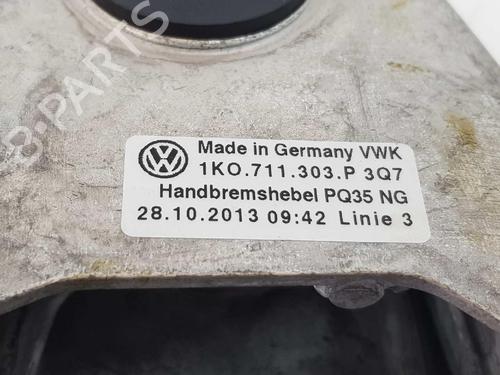 B-PARTS
Made in Germany VWK
1KO.711.303.P 3Q7
Handbremshebel PQ35 NG
28.10.2013 09:42 Linie 3